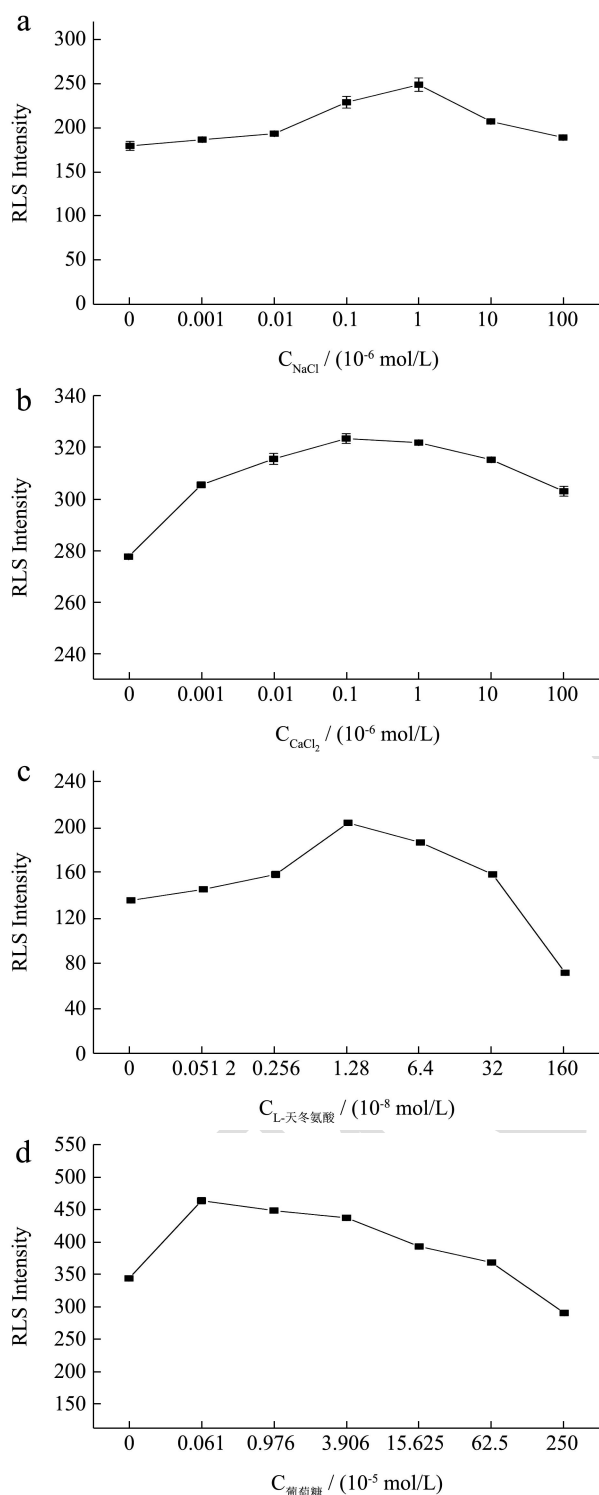 a
300
250
200
150
100
50
0
RLS Intensity
0 0.001 0.01 0.1 1 10 100
C_NaCl / (10⁻⁶ mol/L)
b
340
320
300
280
260
240
RLS Intensity
0 0.001 0.01 0.1 1 10 100
C_CaCl₂ / (10⁻⁶ mol/L)
c
240
200
160
120
80
40
0
RLS Intensity
0 0.051 2 0.256 1.28 6.4 32 160
C_L-天冬氨酸 / (10⁻⁸ mol/L)
d
550
500
450
400
350
300
250
200
150
RLS Intensity
0 0.061 0.976 3.906 15.625 62.5 250
C_葡萄糖 / (10⁻⁵ mol/L)